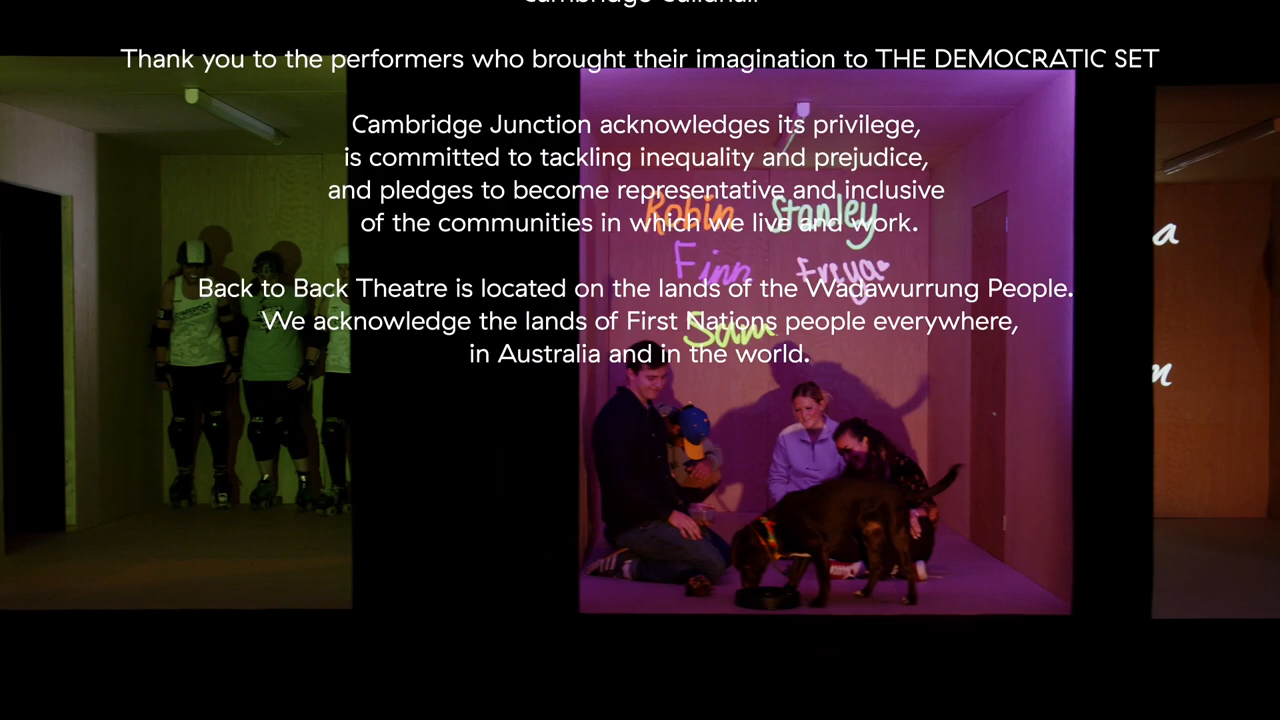 Cambridge Guildhall
Thank you to the performers who brought their imagination to THE DEMOCRATIC SET
Cambridge Junction acknowledges its privilege,
is committed to tackling inequality and prejudice,
and pledges to become representative and inclusive
of the communities in which we live and work.
Back to Back Theatre is located on the lands of the Wadawurrung People.
We acknowledge the lands of First Nations people everywhere,
in Australia and in the world.
Robin Stanley
Finn Freya
Sam
a
m